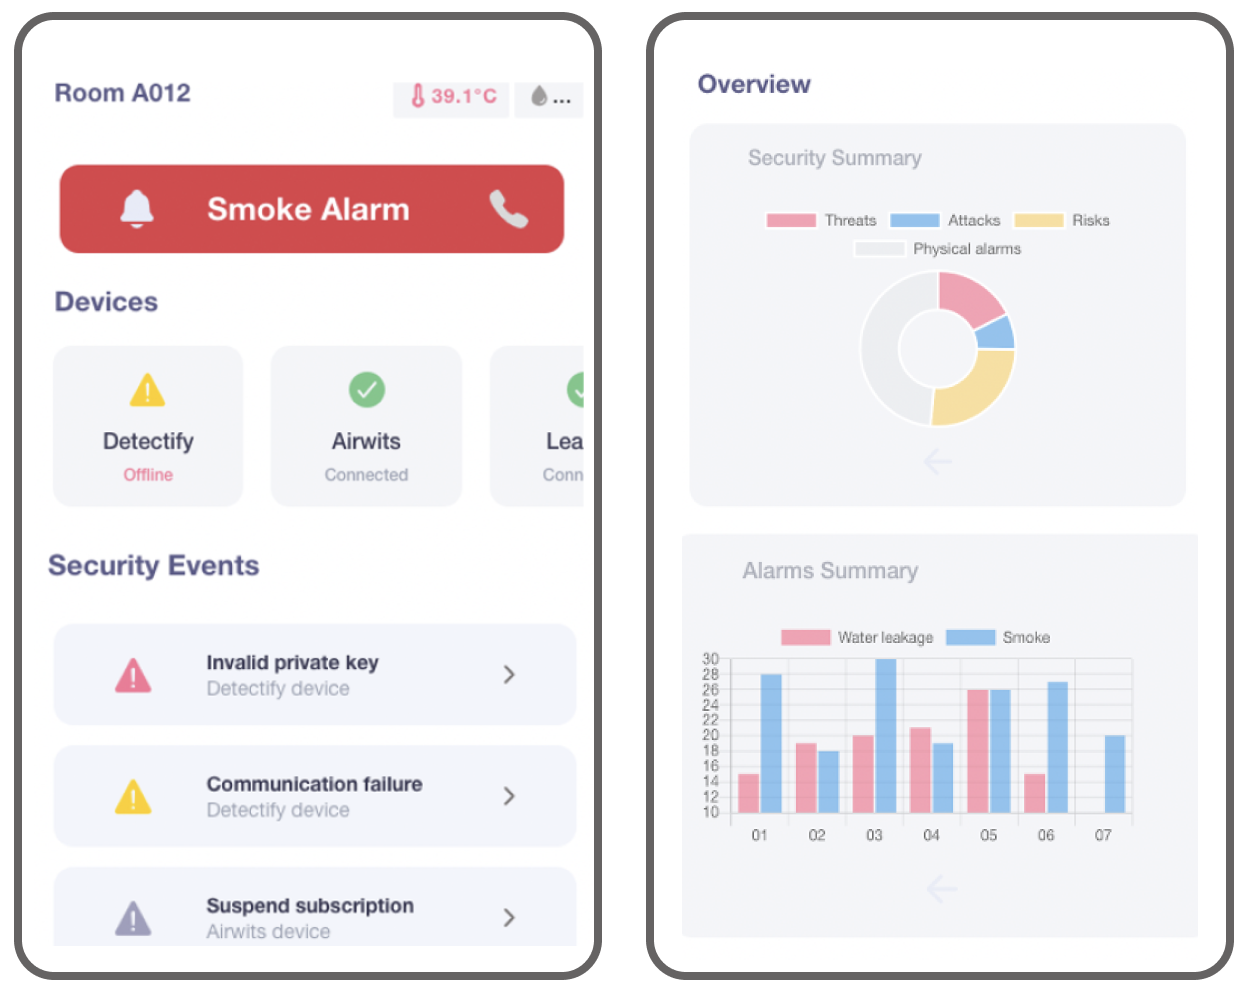 Room A012
39.1°C
...
Smoke Alarm
Devices
Detectify
Offline
Airwits
Connected
Lea
Conn
Security Events
Invalid private key
Detectify device
Communication failure
Detectify device
Suspend subscription
Airwits device
Overview
Security Summary
Threats Attacks Risks
Physical alarms
Alarms Summary
Water leakage Smoke
30
28
26
24
22
20
18
16
14
12
10
01 02 03 04 05 06 07